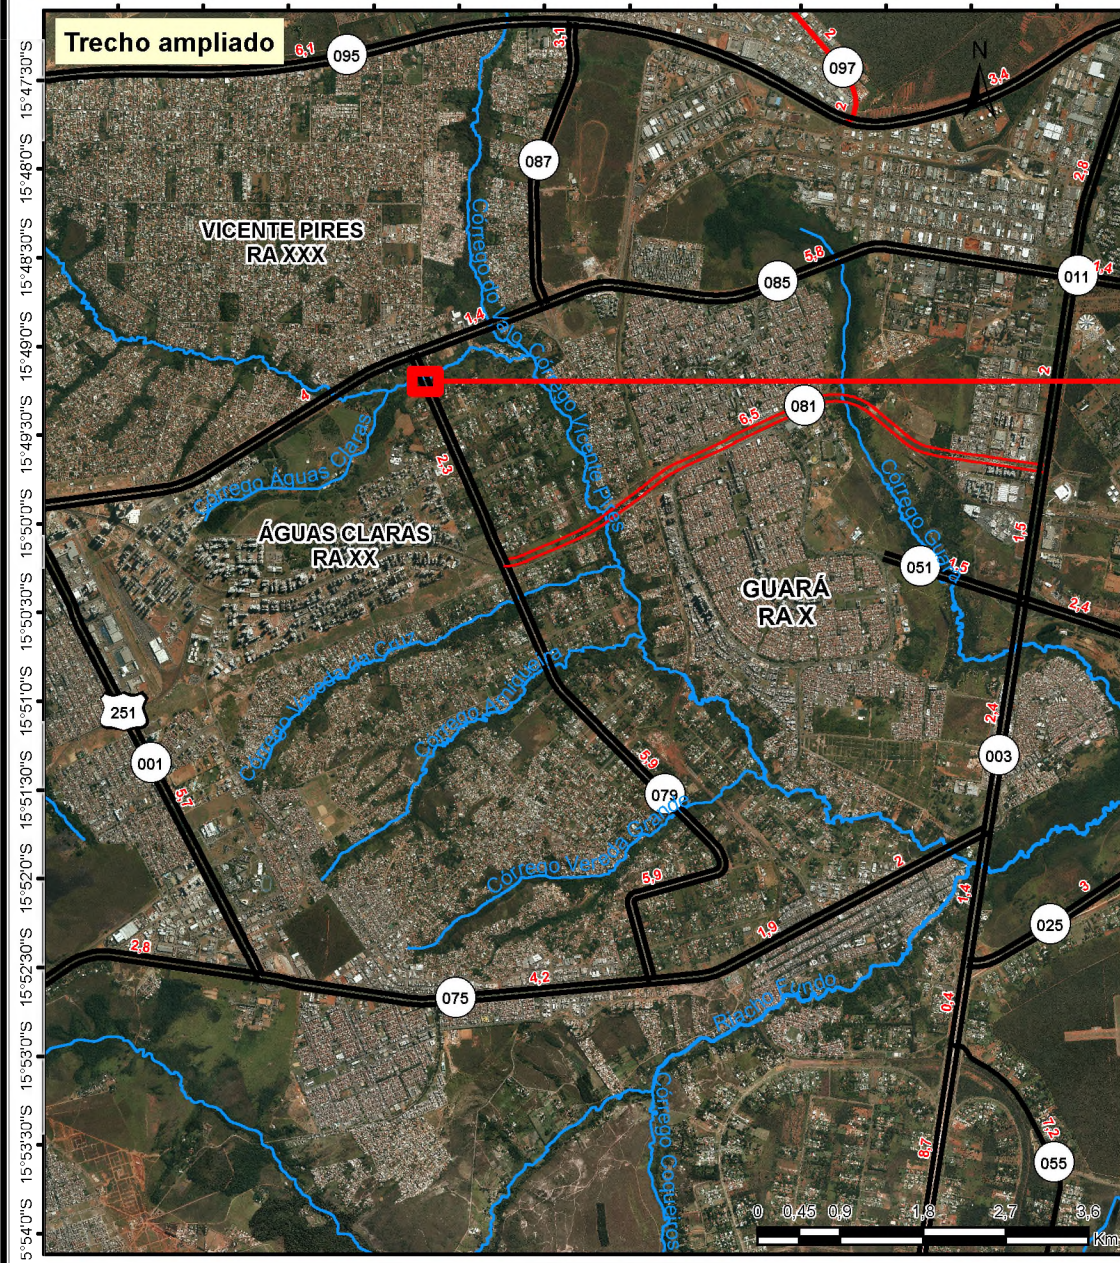 Trecho ampliado
6,1
095
3,1
2
097
2
N
3,4
087
2,8
VICENTE PIRES
RA XXX
Córrego do Valo
5,8
085
011
1,4
1,4
2
4
Córrego Vicente Pires
081
6,5
2,3
Córrego Águas Claras
Córrego Guará
ÁGUAS CLARAS
RA XX
1,5
051
1,5
GUARÁ
RA X
2,4
Córrego Vereda da Cruz
Córrego Arniqueira
251
001
5,7
2,4
003
5,9
079
Córrego Vereda Grande
5,9
2
1,4
3
025
1,9
2,8
4,2
075
Riacho Fundo
0,4
Córrego Coqueiros
8,7
1,2
055
0 0,45 0,9 1,8 2,7 3,6
Km
15°47'30"S
15°48'0"S
15°48'30"S
15°49'0"S
15°49'30"S
15°50'0"S
15°50'30"S
15°51'0"S
15°51'30"S
15°52'0"S
15°52'30"S
15°53'0"S
15°53'30"S
5°54'0"S